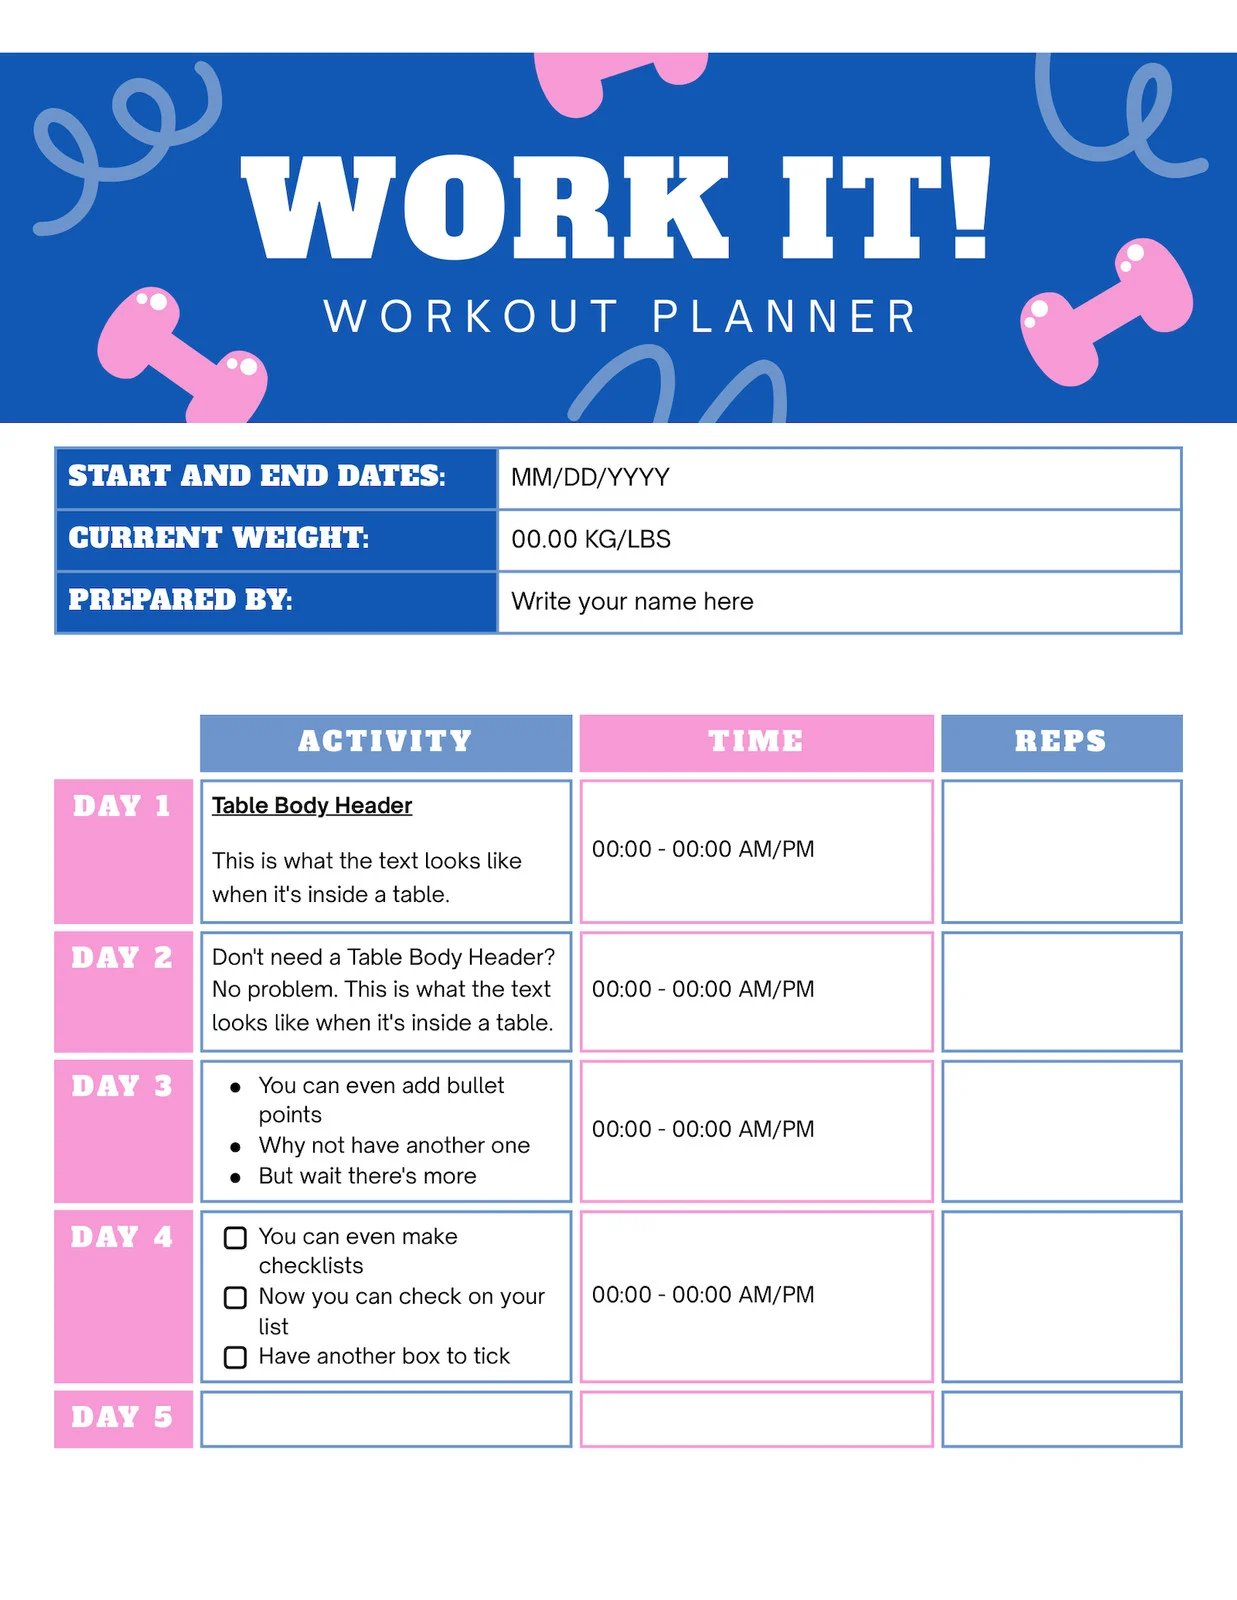 WORK IT!
WORKOUT PLANNER
START AND END DATES: MM/DD/YYYY
CURRENT WEIGHT: 00.00 KG/LBS
PREPARED BY: Write your name here
ACTIVITY TIME REPS
DAY 1
Table Body Header
This is what the text looks like
when it's inside a table.
00:00 - 00:00 AM/PM
DAY 2
Don't need a Table Body Header?
No problem. This is what the text
looks like when it's inside a table.
00:00 - 00:00 AM/PM
DAY 3
● You can even add bullet
points
● Why not have another one
● But wait there's more
00:00 - 00:00 AM/PM
DAY 4
You can even make
checklists
Now you can check on your
list
Have another box to tick
00:00 - 00:00 AM/PM
DAY 5